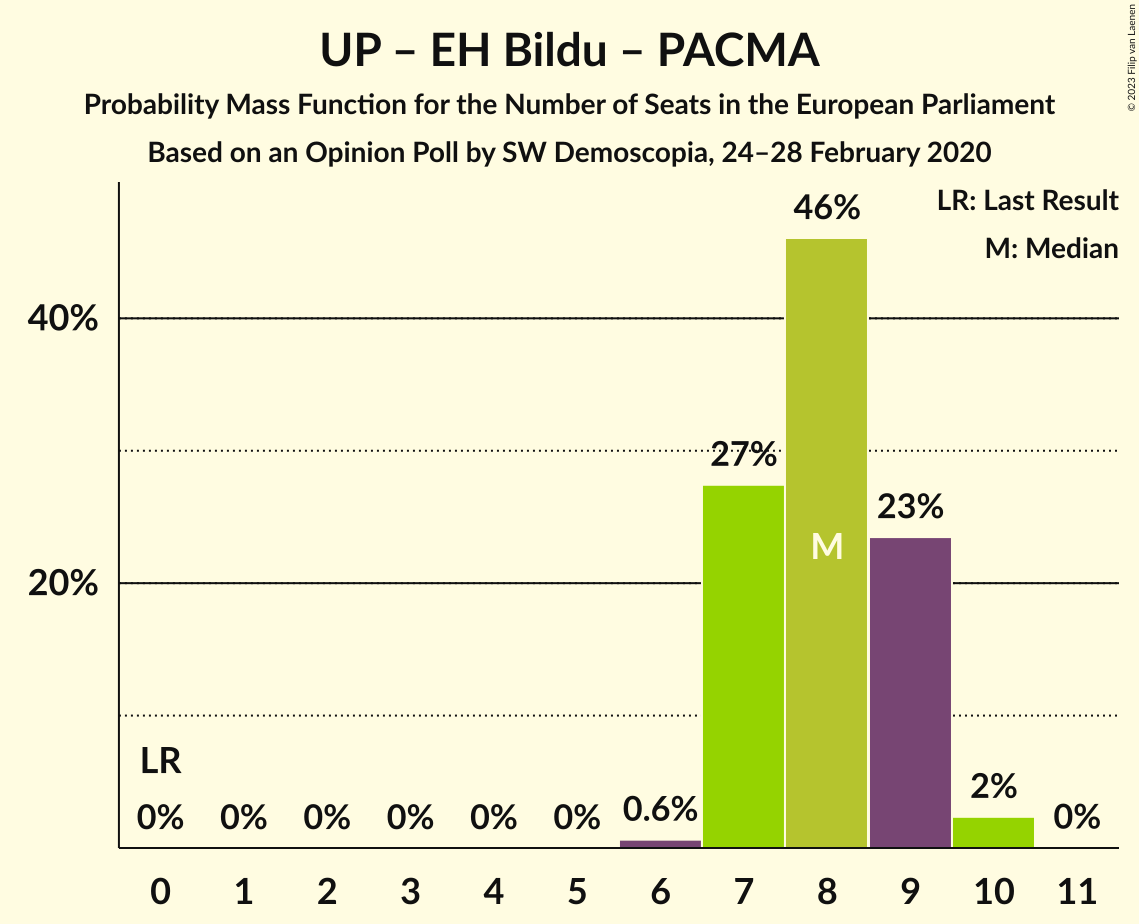 UP – EH Bildu – PACMA
Probability Mass Function for the Number of Seats in the European Parliament
Based on an Opinion Poll by SW Demoscopia, 24–28 February 2020
© 2023 Filip van Laenen
LR: Last Result
M: Median
46%
40%
27%
23%
M
20%
LR
0% 0% 0% 0% 0% 0% 0.6% 2% 0%
0 1 2 3 4 5 6 7 8 9 10 11